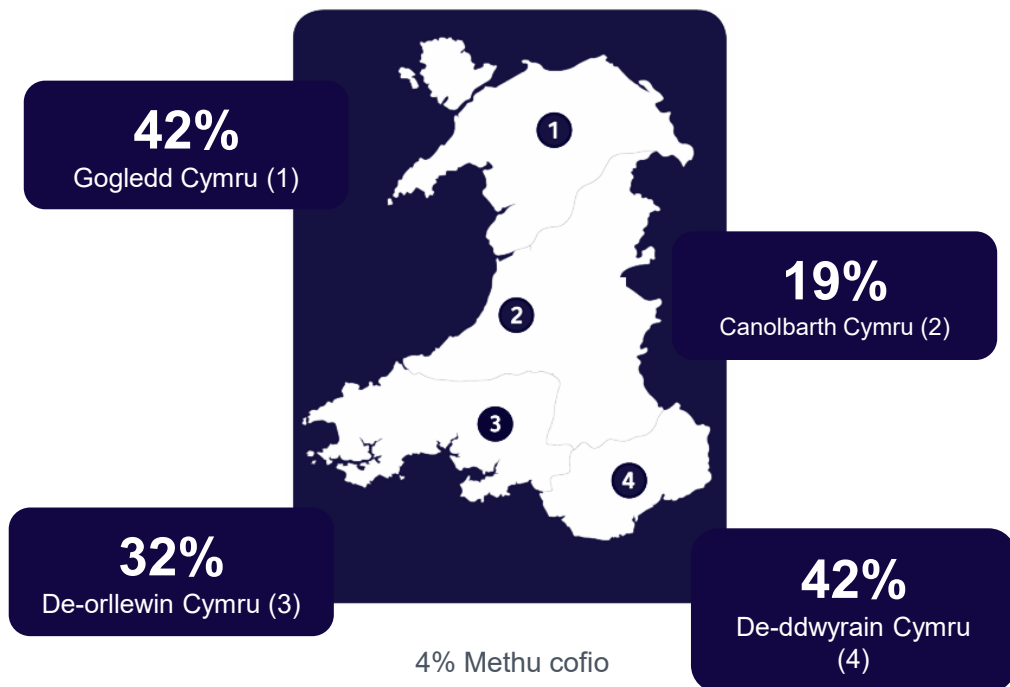 42%
Gogledd Cymru (1)
1
19%
Canolbarth Cymru (2)
2
3
4
32%
De-orllewin Cymru (3)
42%
De-ddwyrain Cymru
(4)
4% Methu cofio